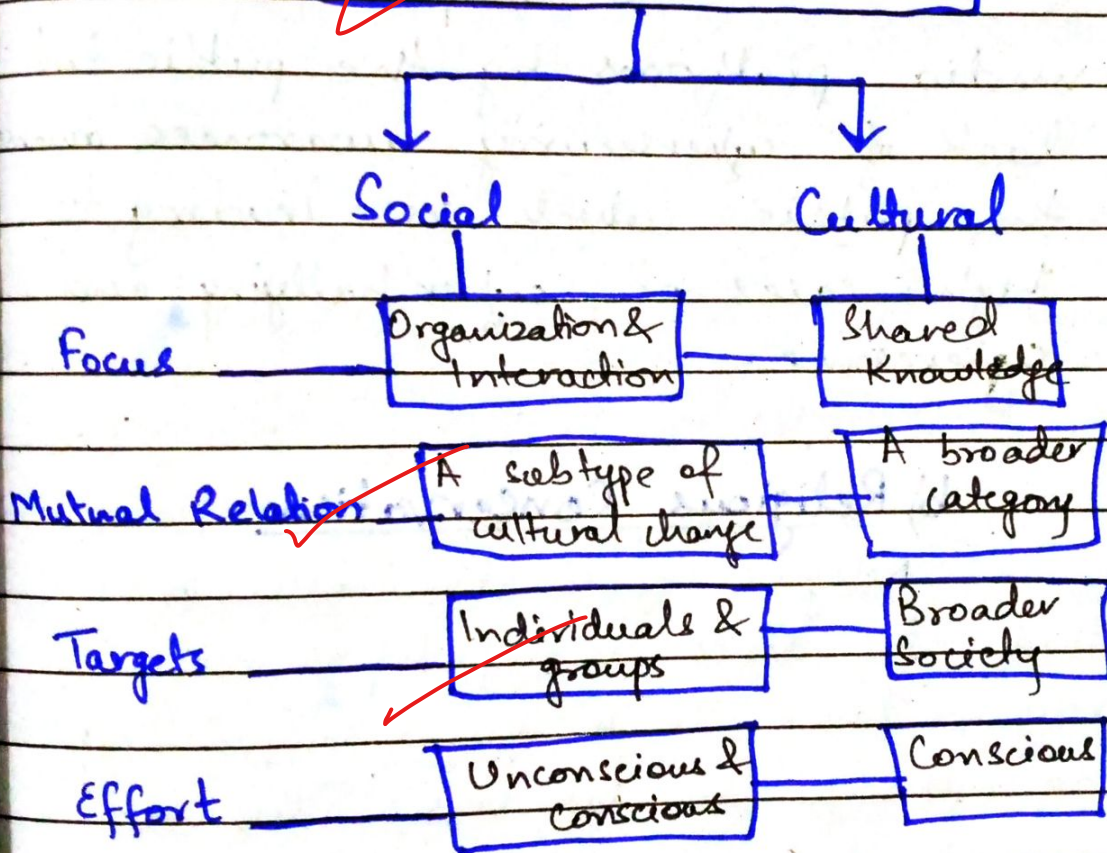 Social Cultural
Focus Organization & Interaction Shared Knowledge
Mutual Relation A subtype of cultural change A broader category
Targets Individuals & groups Broader Society
Effort Unconscious & conscious Conscious